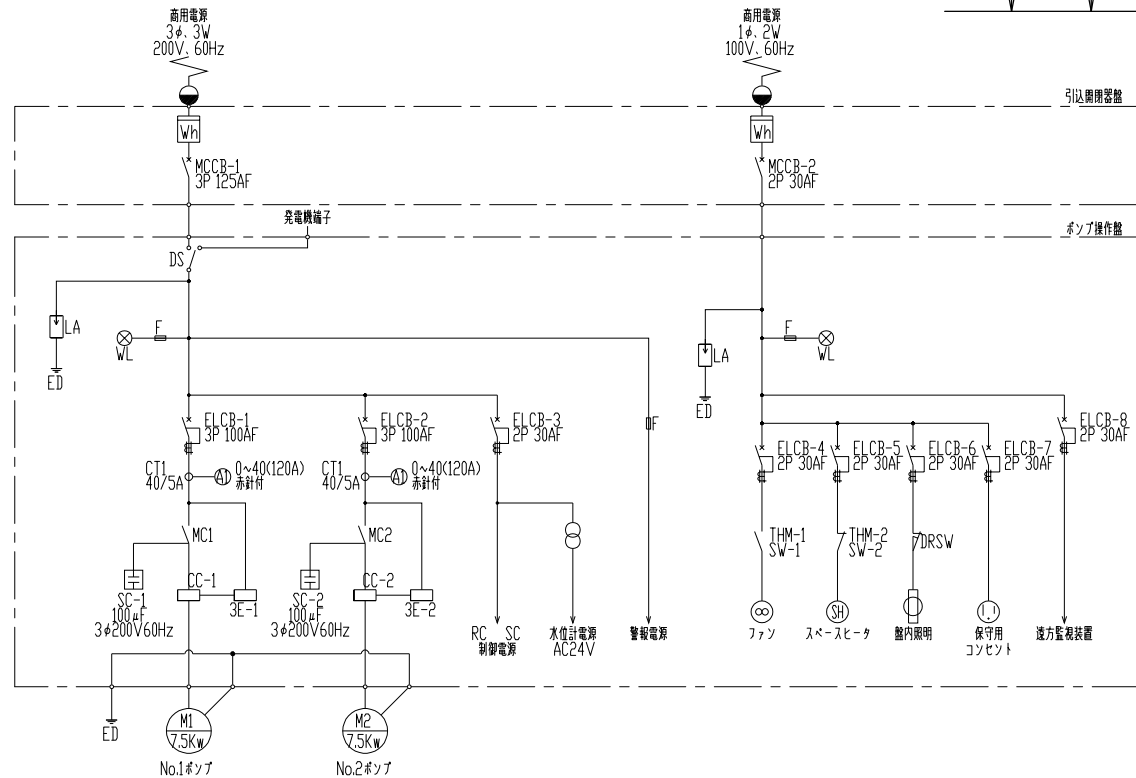 商用電源
3φ、3W
200V、60Hz
商用電源
1φ、2W
100V、60Hz
引込開閉器盤
Wh
Wh
MCCB-1
3P 125AF
MCCB-2
2P 30AF
発電機端子
ポンプ操作盤
DS
LA
F
WL
ED
LA
F
WL
ED
ELCB-1
3P 100AF
ELCB-2
3P 100AF
ELCB-3
2P 30AF
F
ELCB-4
2P 30AF
ELCB-5
2P 30AF
ELCB-6
2P 30AF
ELCB-7
2P 30AF
ELCB-8
2P 30AF
CT1
40/5A
A1
0~40(120A)
赤針付
CT1
40/5A
A1
0~40(120A)
赤針付
MC1
MC2
THM-1
SW-1
THM-2
SW-2
DRSW
CC-1
3E-1
SC-1
100μF
3φ200V60Hz
CC-2
3E-2
SC-2
100μF
3φ200V60Hz
RC SC
制御電源
水位計電源
AC24V
警報電源
ファン
SH
スペースヒータ
盤内照明
保守用
コンセント
遠方監視装置
ED
M1
7.5Kw
No.1ポンプ
M2
7.5Kw
No.2ポンプ